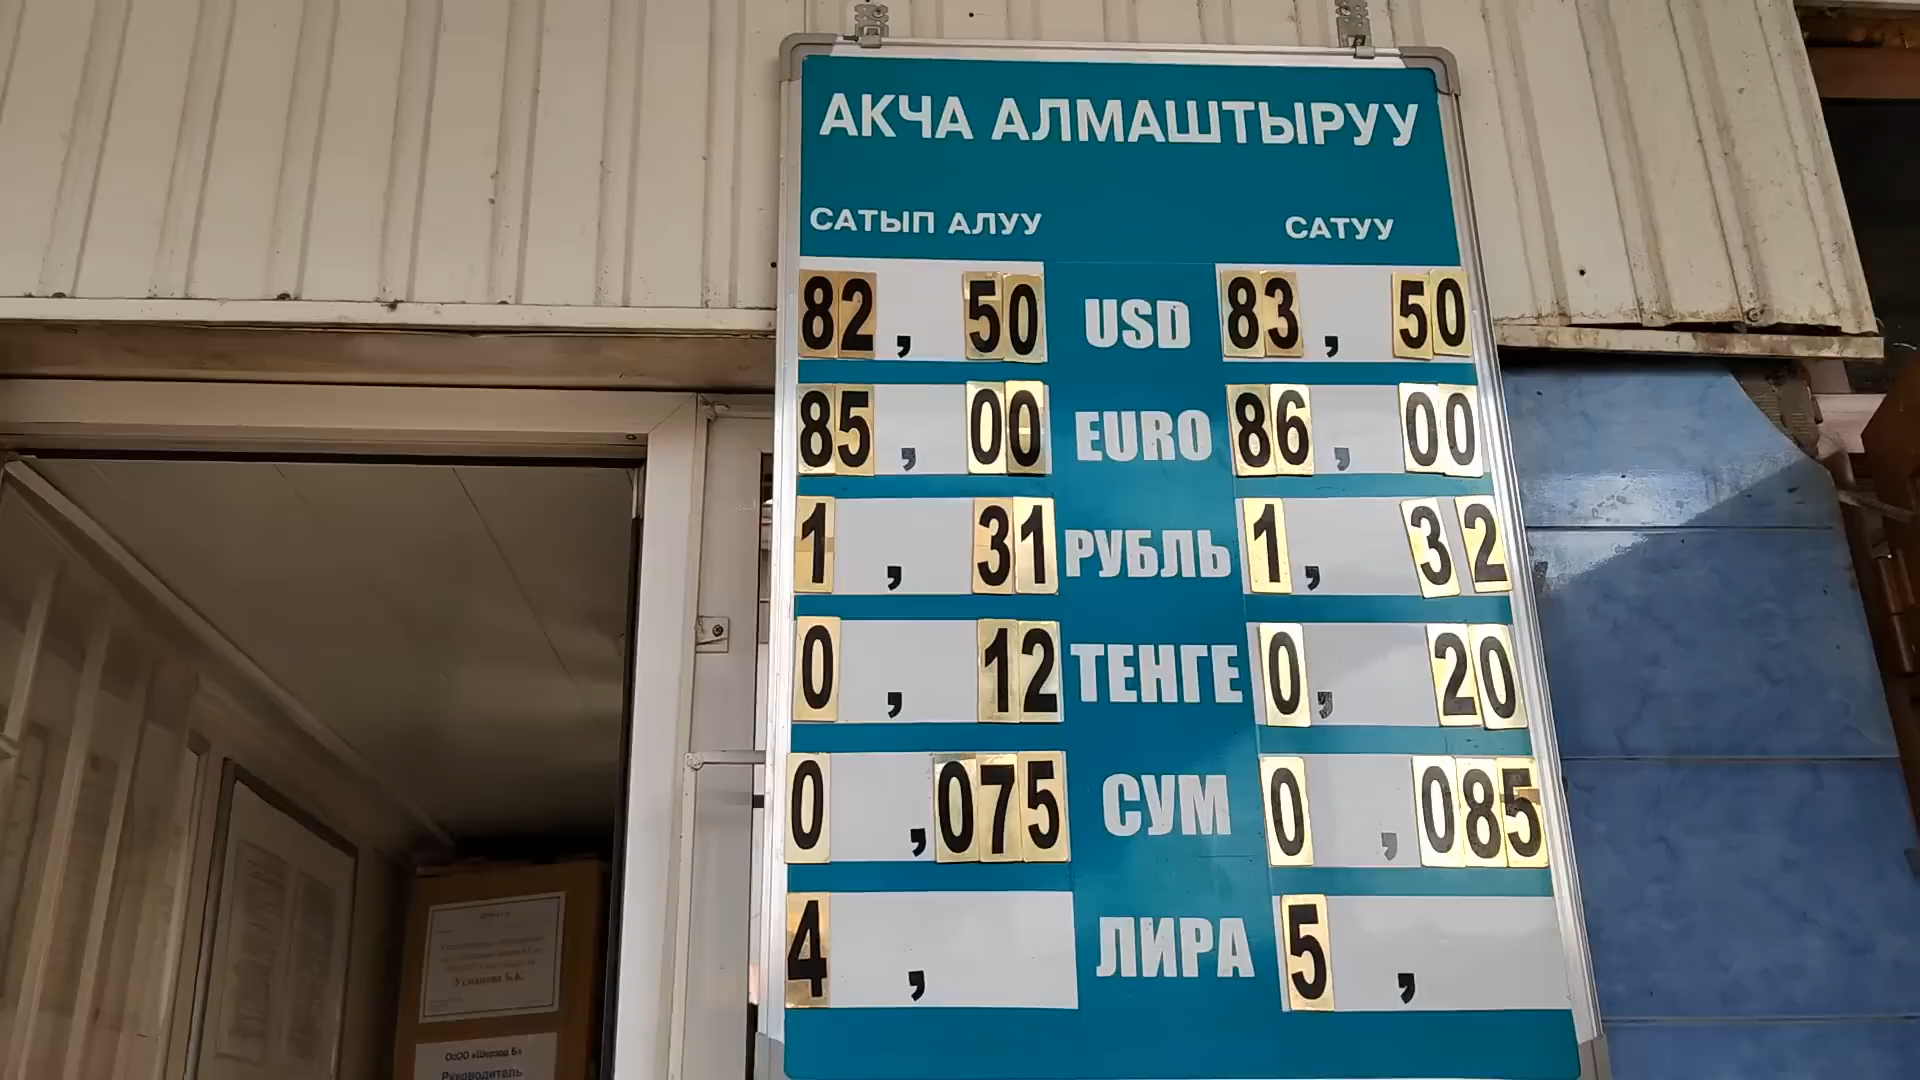 АКЧА АЛМАШТЫРУУ
САТЫП АЛУУ САТУУ
82,50 USD 83,50
85,00 EURO 86,00
1,31 РУБЛЬ 1,32
0,12 ТЕНГЕ 0,20
0,075 СУМ 0,085
4, ЛИРА 5,
Усманова Б.К.
ОсОО
Руководитель